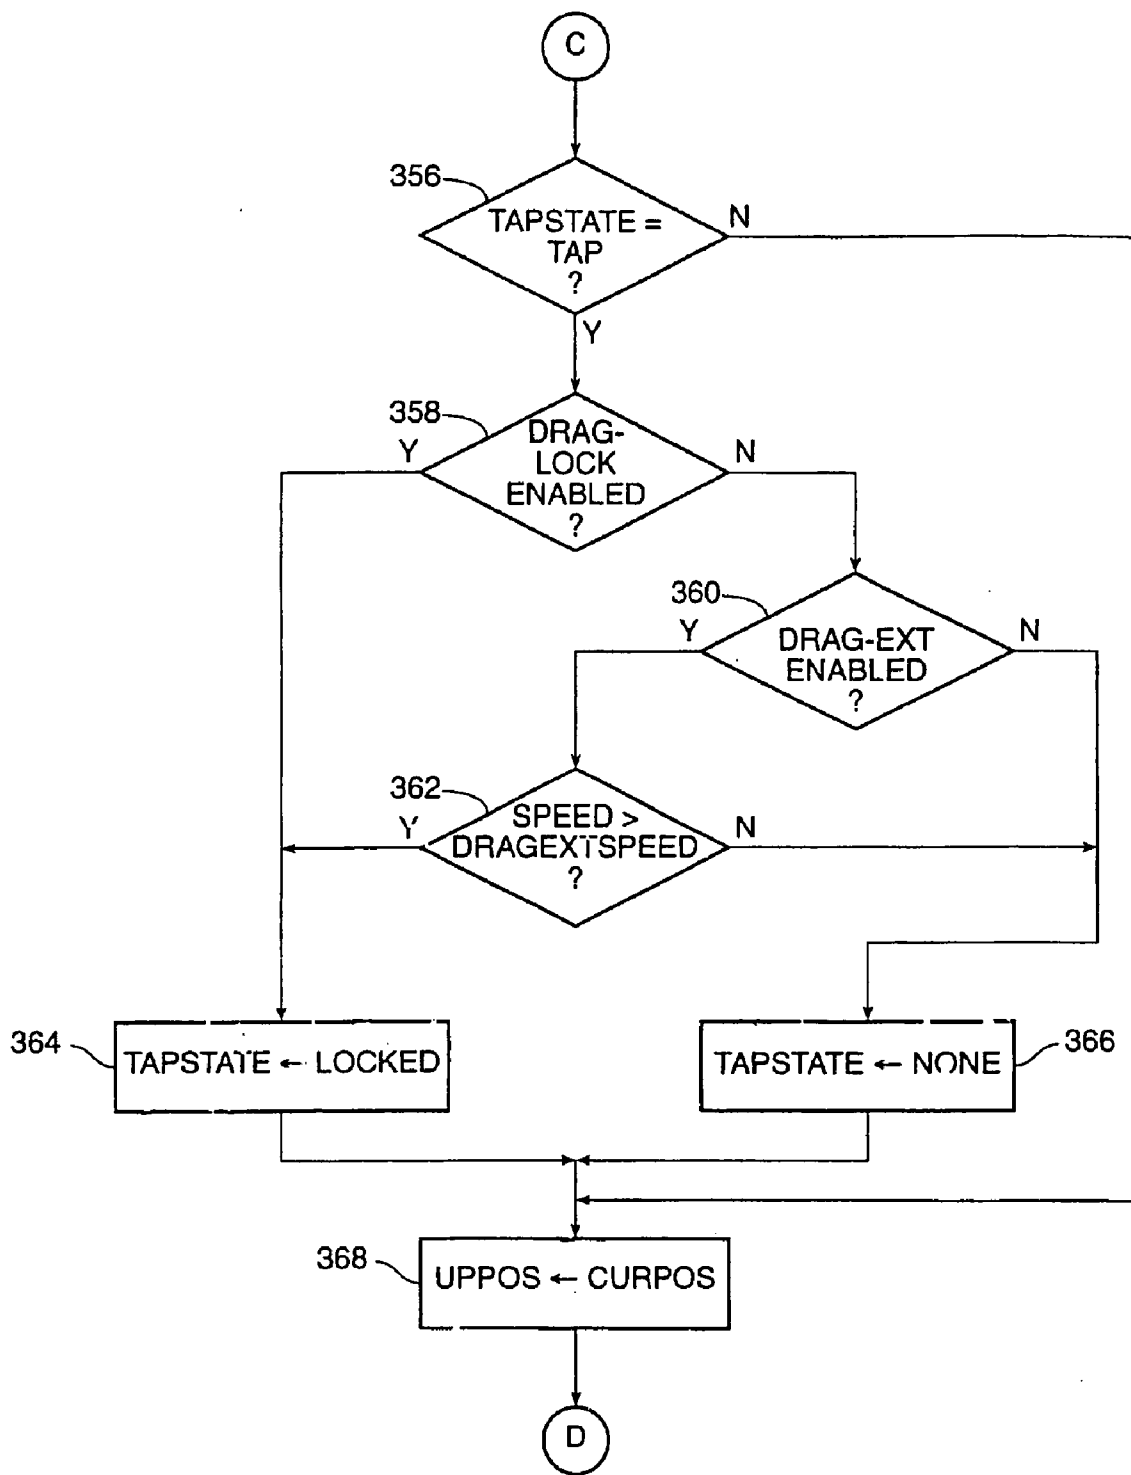 C
356
TAPSTATE =
TAP
?
N
Y
358
DRAG-
LOCK
ENABLED
?
Y
N
360
DRAG-EXT
ENABLED
?
Y
N
362
SPEED >
DRAGEXTSPEED
?
Y
N
364
TAPSTATE ← LOCKED
TAPSTATE ← NONE
366
368
UPPOS ← CURPOS
D